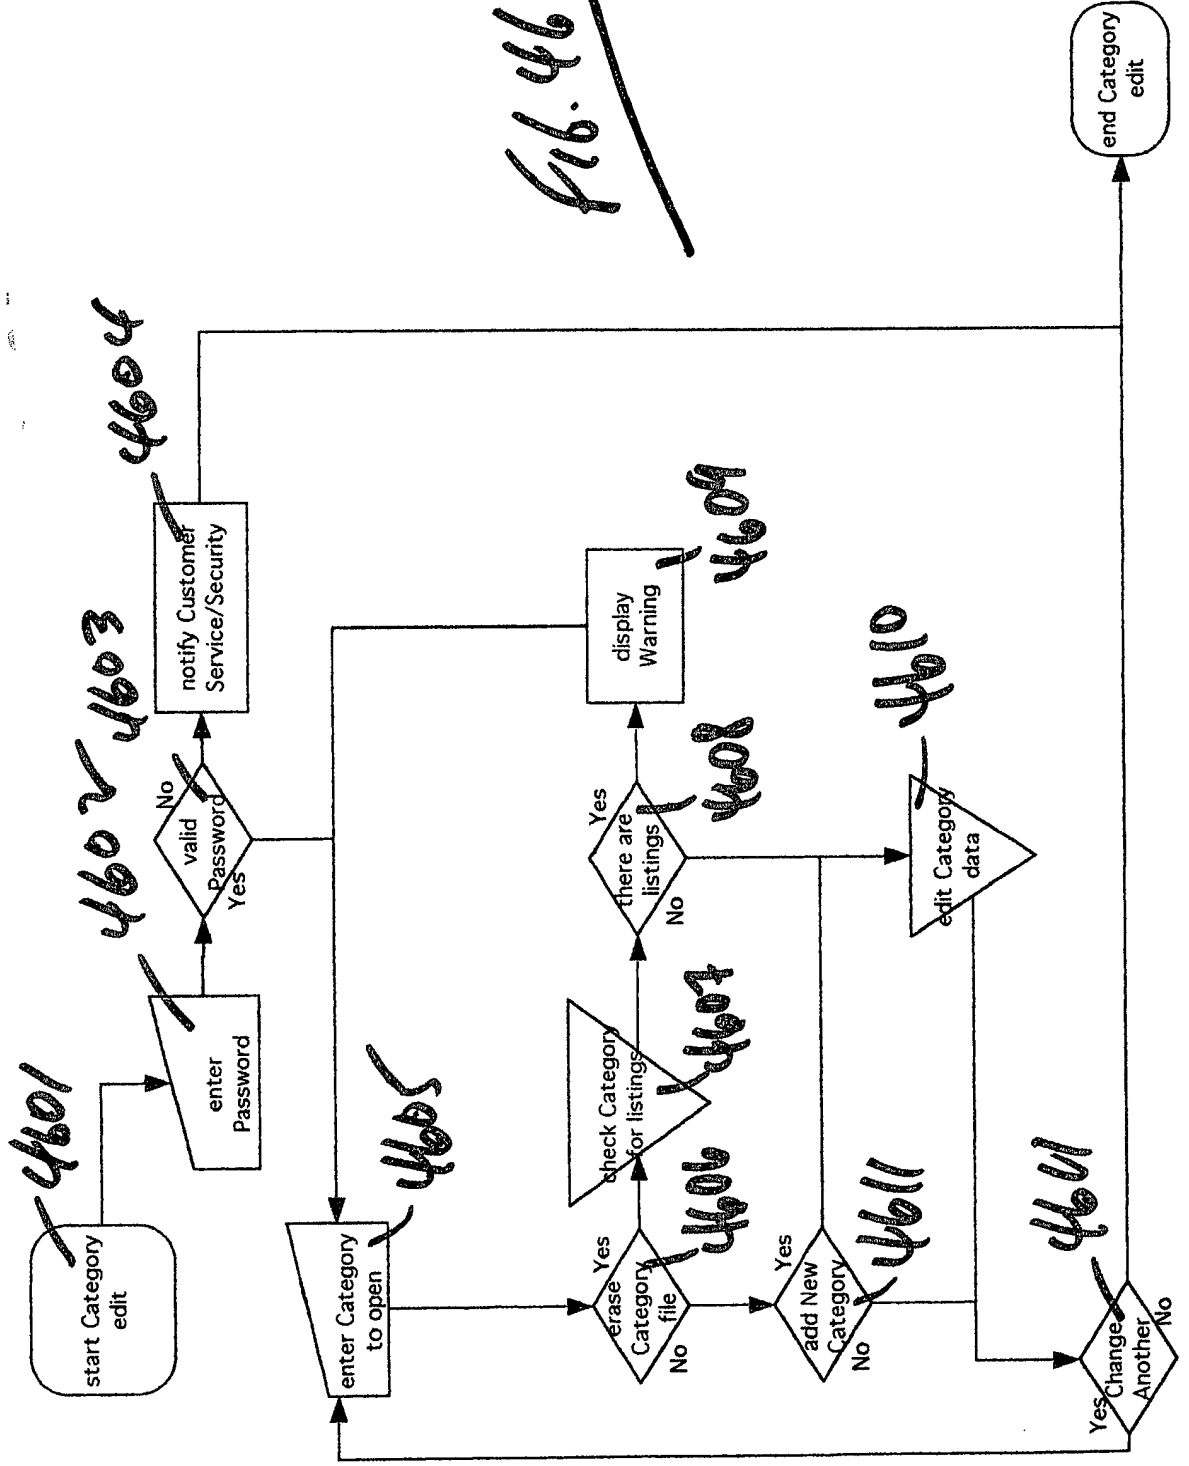 4601
start Category
edit
4602
enter
Password
4603
No
valid
Password
Yes
4604
notify Customer
Service/Security
FIG. 46
4605
enter Category
to open
4606
Yes
erase
Category
file
No
4607
check Category
for listings
4608
Yes
there are
listings
No
4609
display
Warning
4611
Yes
add New
Category
No
4610
edit Category
data
Yes
Change
Another
No
end Category
edit